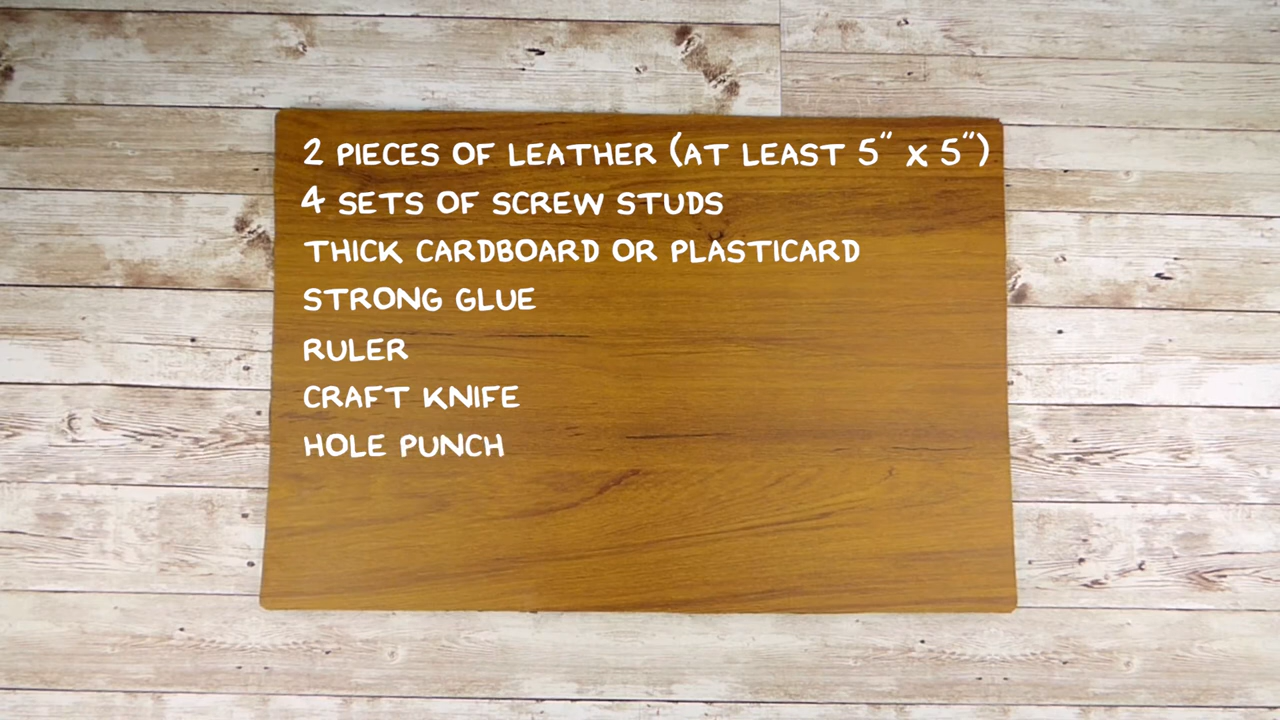 2 PIECES OF LEATHER (AT LEAST 5" X 5")
4 SETS OF SCREW STUDS
THICK CARDBOARD OR PLASTICARD
STRONG GLUE
RULER
CRAFT KNIFE
HOLE PUNCH